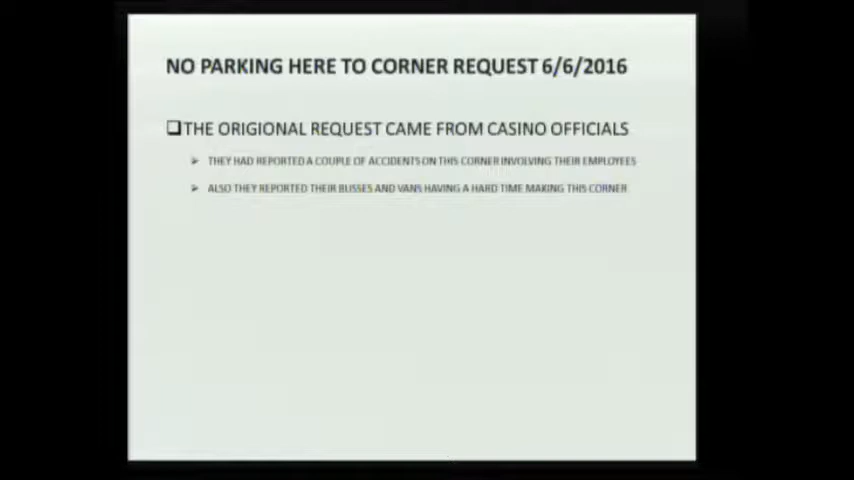 NO PARKING HERE TO CORNER REQUEST 6/6/2016
❑THE ORIGIONAL REQUEST CAME FROM CASINO OFFICIALS
➢ THEY HAD REPORTED A COUPLE OF ACCIDENTS ON THIS CORNER INVOLVING THEIR EMPLOYEES
➢ ALSO THEY REPORTED THEIR BUSSES AND VANS HAVING A HARD TIME MAKING THIS CORNER